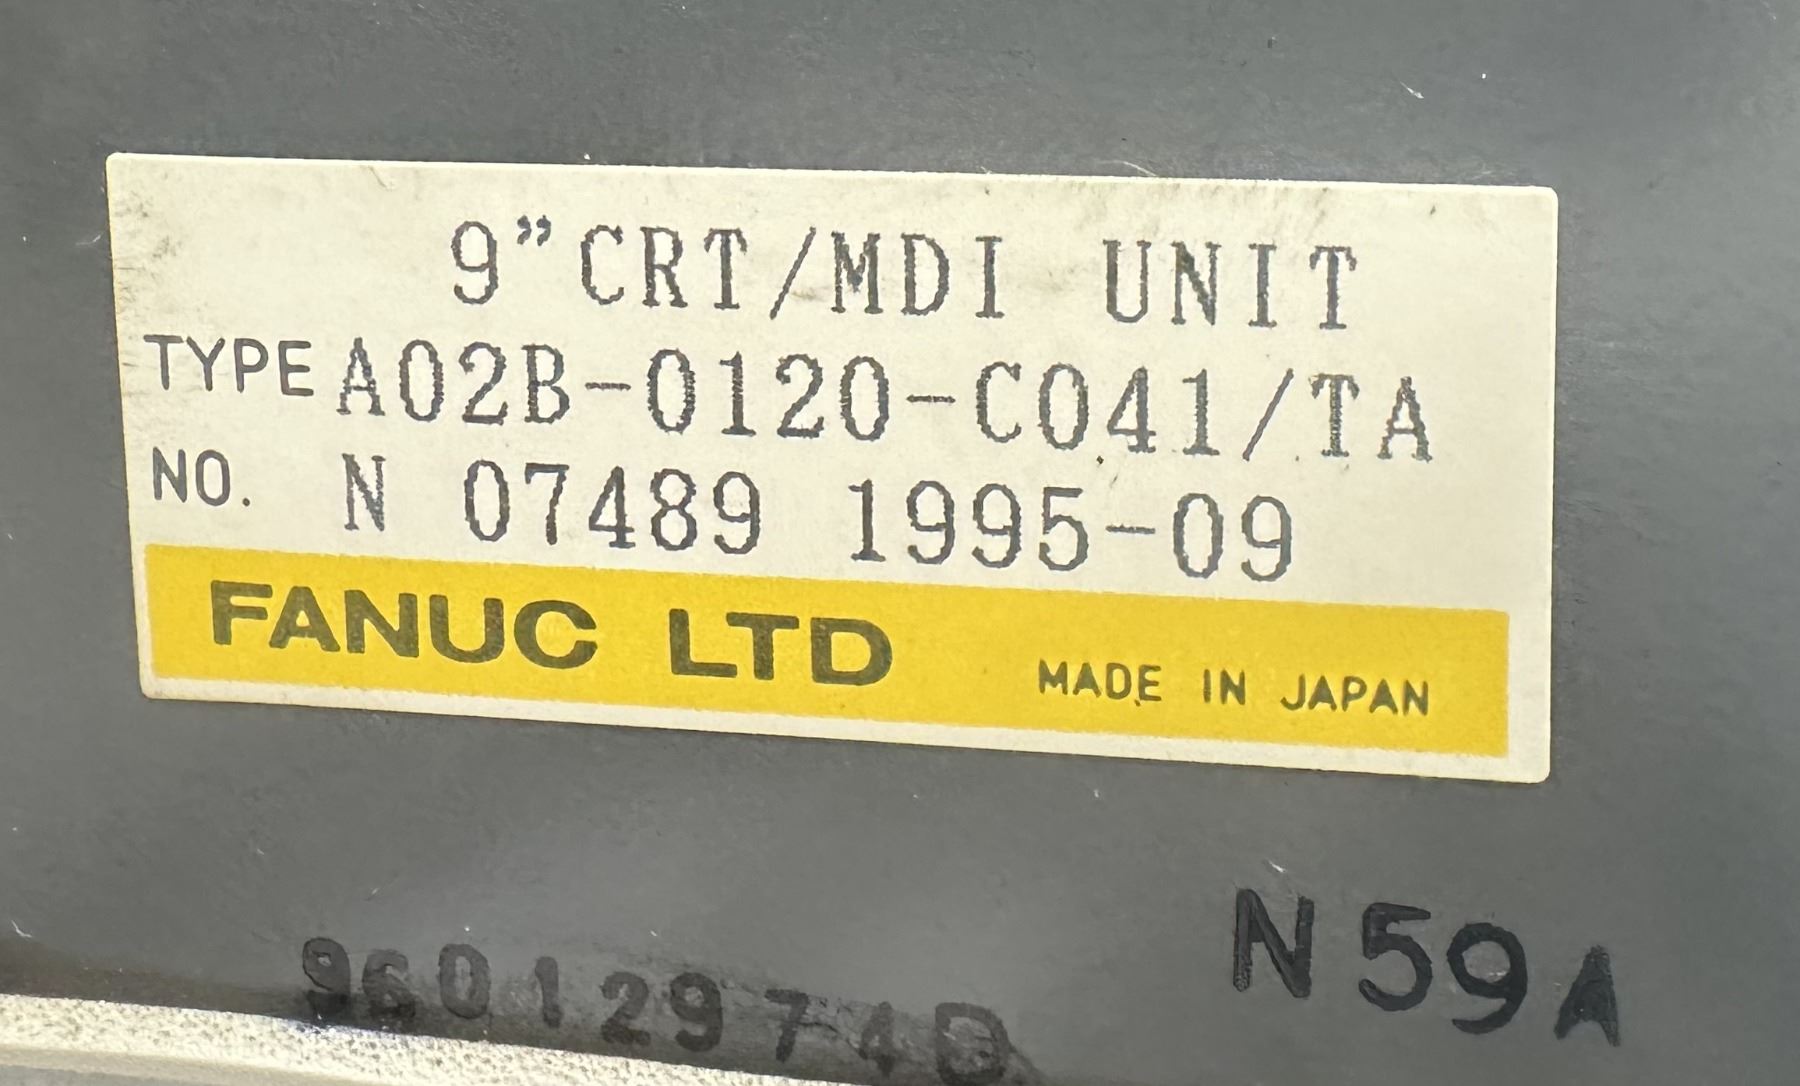 9”CRT/MDI UNIT
TYPE A02B-0120-C041/TA
NO. N 07489 1995-09
FANUC LTD MADE IN JAPAN
N59A